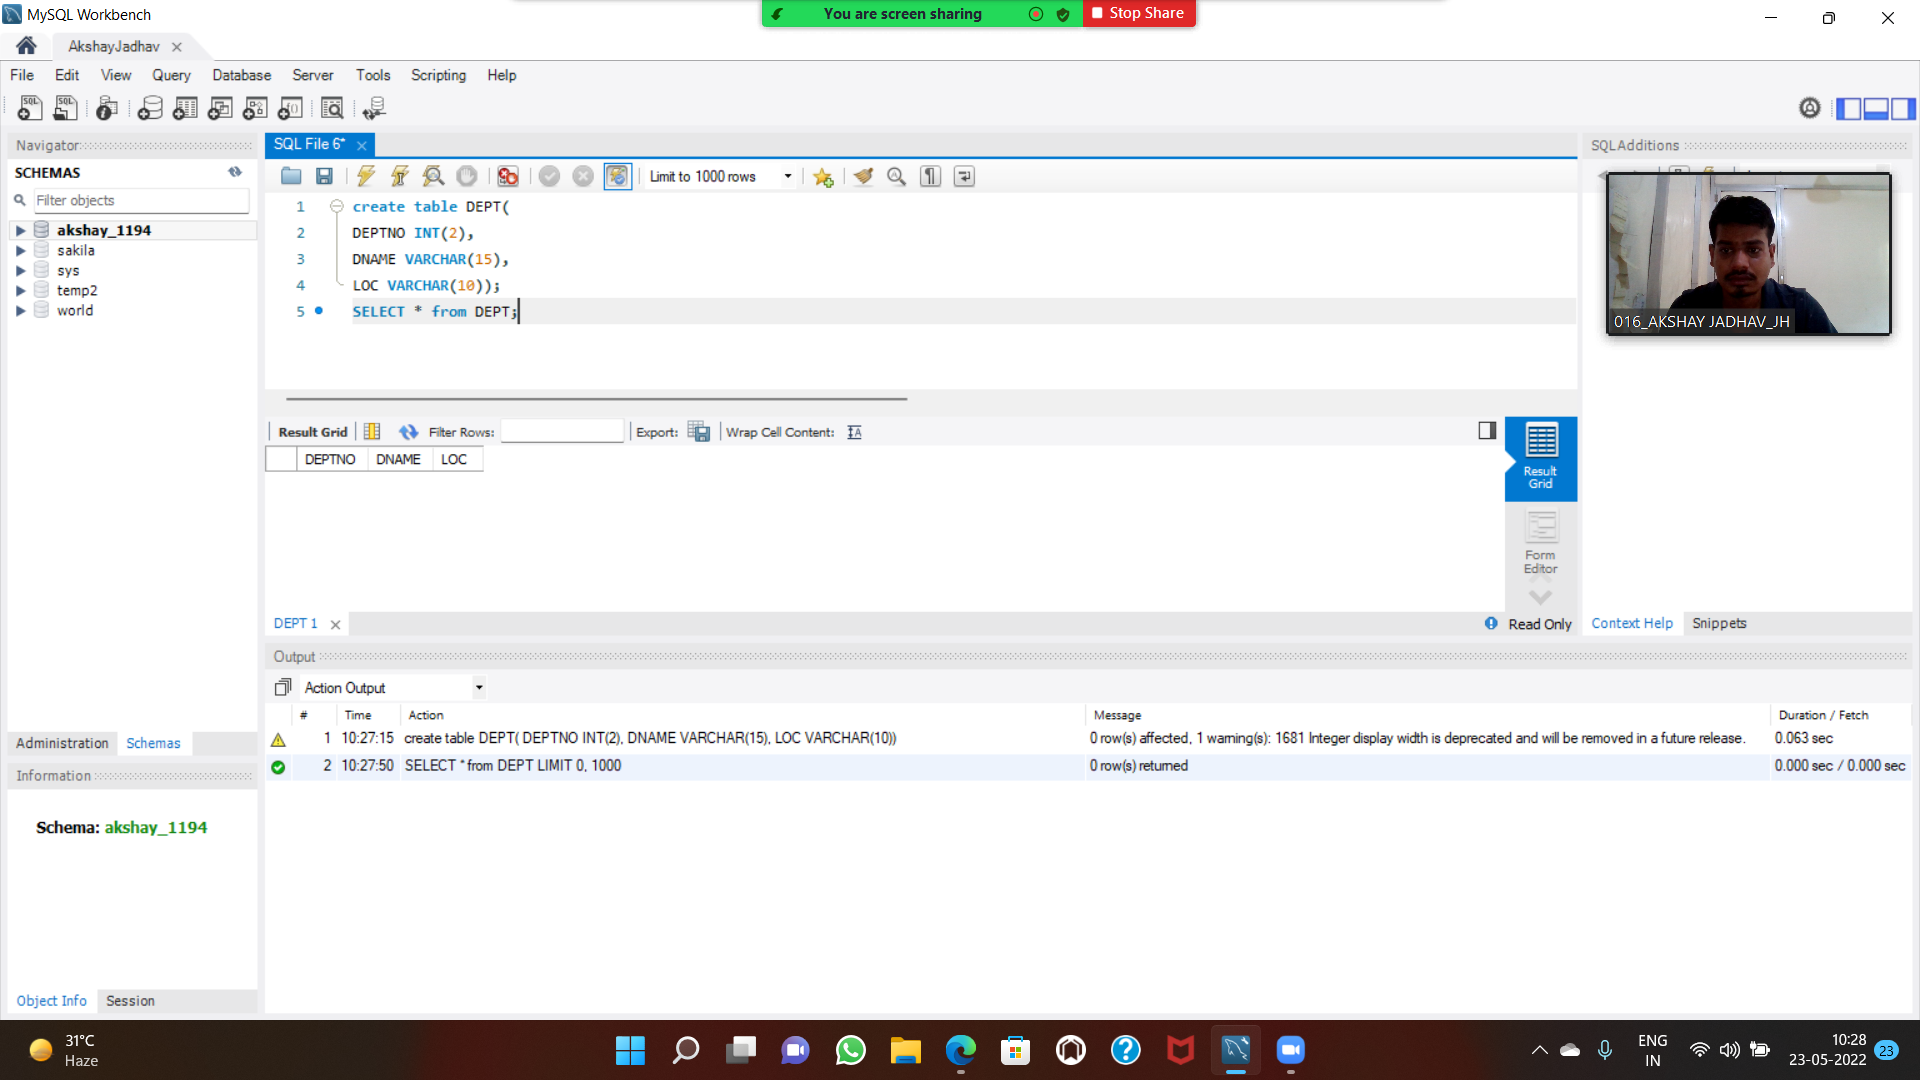 MySQL Workbench
You are screen sharing
Stop Share
AkshayJadhav
File Edit View Query Database Server Tools Scripting Help
Navigator
SQL File 6*
SQLAdditions
SCHEMAS
Limit to 1000 rows
Filter objects
akshay_1194
sakila
sys
temp2
world
1 create table DEPT(
2 DEPTNO INT(2),
3 DNAME VARCHAR(15),
4 LOC VARCHAR(10));
5 SELECT * from DEPT;
016_AKSHAY JADHAV_JH
Result Grid Filter Rows: Export: Wrap Cell Content:
DEPTNO DNAME LOC
Result
Grid
Form
Editor
DEPT 1
Read Only
Context Help Snippets
Output
Action Output
# Time Action Message Duration / Fetch
1 10:27:15 create table DEPT( DEPTNO INT(2), DNAME VARCHAR(15), LOC VARCHAR(10)) 0 row(s) affected, 1 warning(s): 1681 Integer display width is deprecated and will be removed in a future release. 0.063 sec
2 10:27:50 SELECT * from DEPT LIMIT 0, 1000 0 row(s) returned 0.000 sec / 0.000 sec
Administration Schemas
Information
Schema: akshay_1194
Object Info Session
31°C
Haze
ENG
IN
10:28
23-05-2022
23